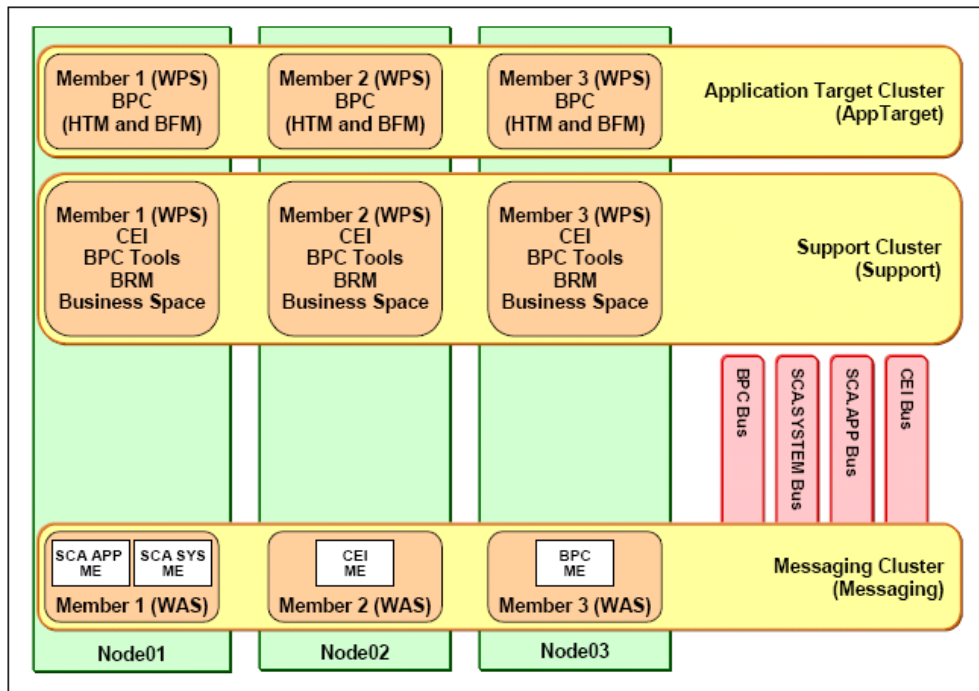 Member 1 (WPS)
BPC
(HTM and BFM)
Member 2 (WPS)
BPC
(HTM and BFM)
Member 3 (WPS)
BPC
(HTM and BFM)
Application Target Cluster
(AppTarget)
Member 1 (WPS)
CEI
BPC Tools
BRM
Business Space
Member 2 (WPS)
CEI
BPC Tools
BRM
Business Space
Member 3 (WPS)
CEI
BPC Tools
BRM
Business Space
Support Cluster
(Support)
BPC Bus
SCA.SYSTEM Bus
SCA.APP Bus
CEI Bus
SCA APP
ME
SCA SYS
ME
Member 1 (WAS)
CEI
ME
Member 2 (WAS)
BPC
ME
Member 3 (WAS)
Messaging Cluster
(Messaging)
Node01
Node02
Node03